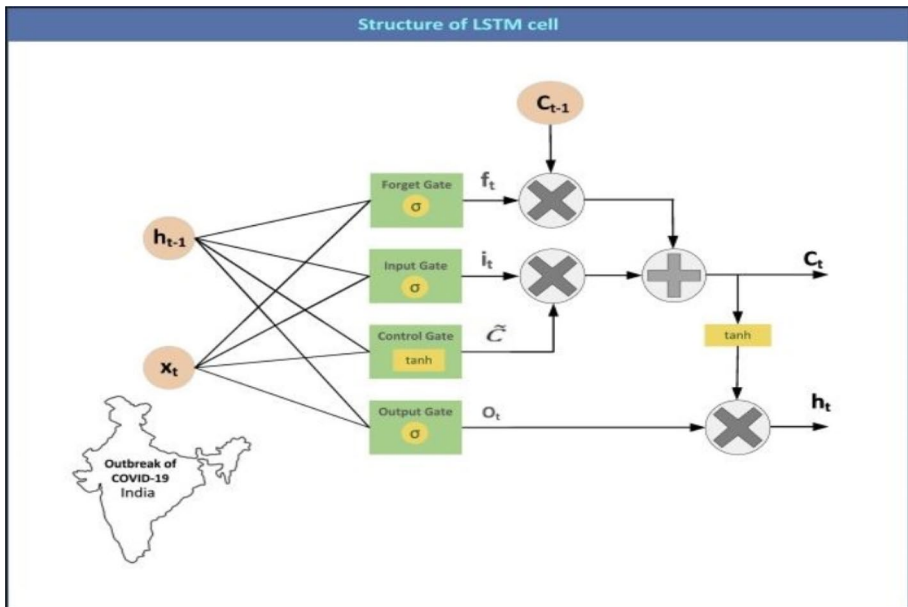 Structure of LSTM cell
Cₜ₋₁
Forget Gate
σ
fₜ
hₜ₋₁
Input Gate
σ
iₜ
Cₜ
Control Gate
tanh
C̃
tanh
xₜ
Output Gate
σ
Oₜ
hₜ
Outbreak of
COVID-19
India